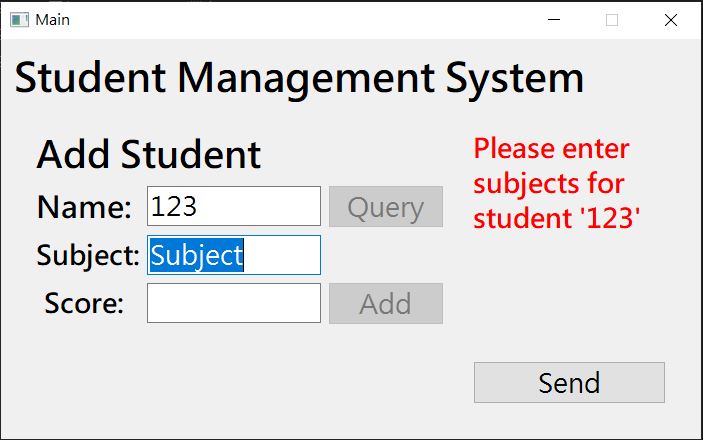 Main
Student Management System
Add Student
Name: 123 Query
Subject: Subject
Score: Add
Please enter
subjects for
student '123'
Send